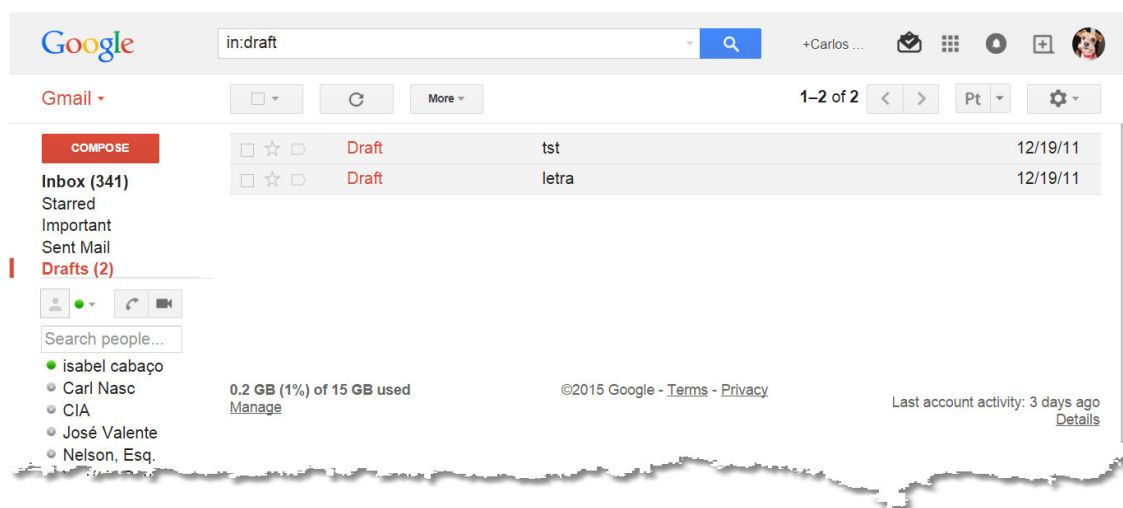 Google in:draft +Carlos ...
Gmail More 1–2 of 2 Pt
COMPOSE
Draft tst 12/19/11
Draft letra 12/19/11
Inbox (341)
Starred
Important
Sent Mail
Drafts (2)
Search people...
isabel cabaço
Carl Nasc
CIA
José Valente
Nelson, Esq.
0.2 GB (1%) of 15 GB used
Manage
©2015 Google - Terms - Privacy
Last account activity: 3 days ago
Details